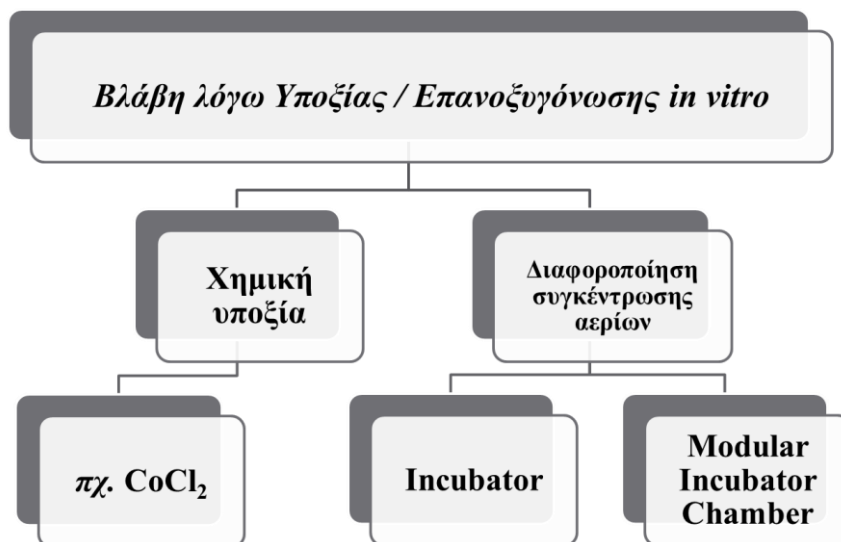 Βλάβη λόγω Υποξίας / Επανοξυγόνωσης in vitro
Χημική
υποξία
Διαφοροποίηση
συγκέντρωσης
αερίων
πχ. CoCl₂
Incubator
Modular
Incubator
Chamber